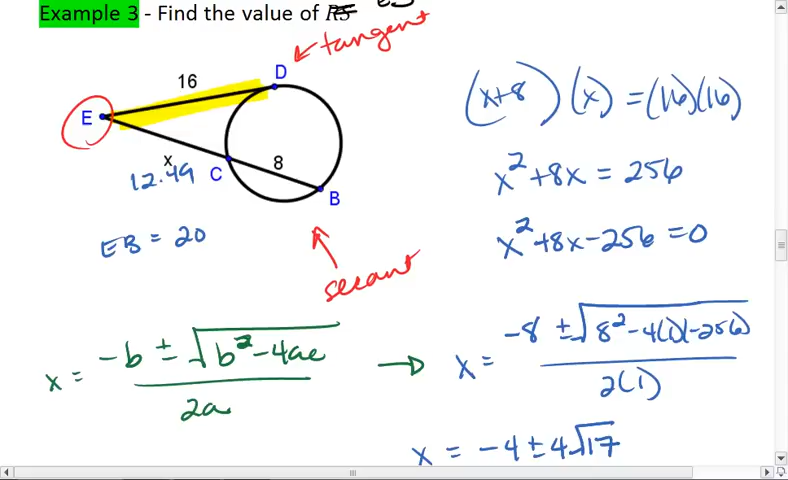 Example 3 - Find the value of
tangent
16
D
E
x
12.49
C
8
B
EB = 20
secant
(x+8)(x) = (16)(16)
x² + 8x = 256
x² + 8x - 256 = 0
x = -b ± √b² - 4ac / 2a
→ x = -8 ± √8² - 4(1)(-256) / 2(1)
x = -4 ± 4√17